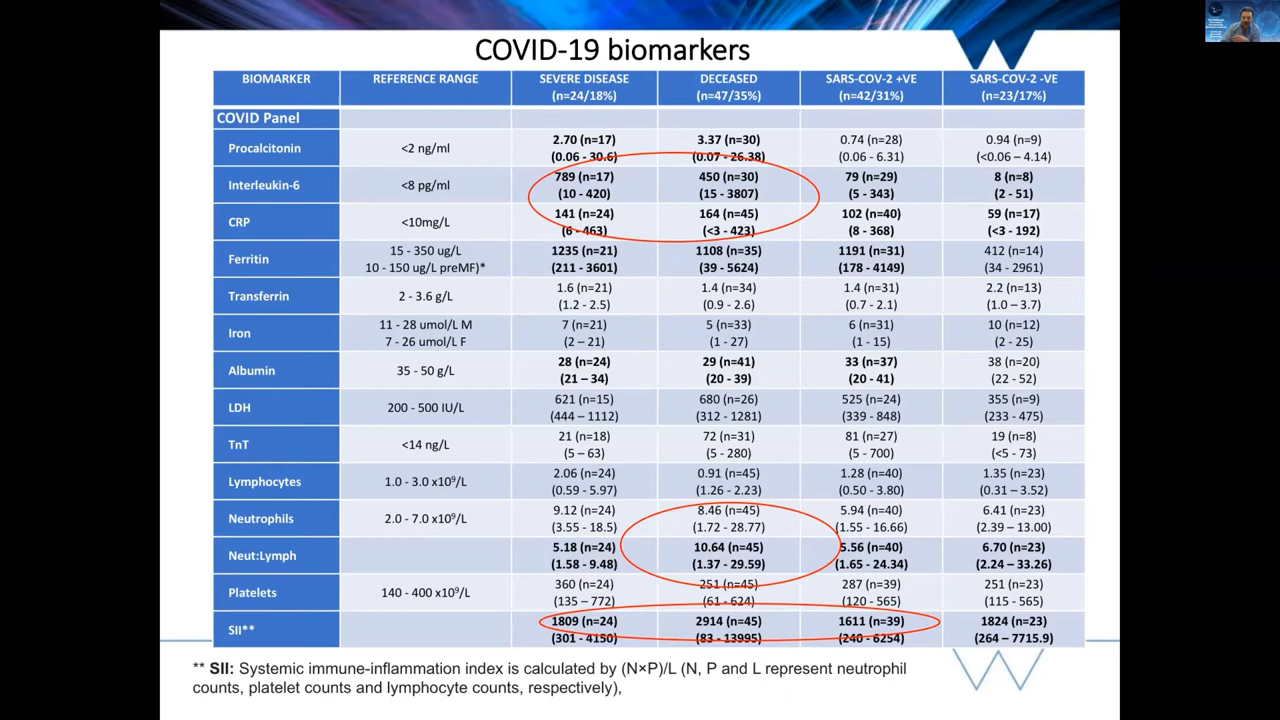 COVID-19 biomarkers
BIOMARKER REFERENCE RANGE SEVERE DISEASE DECEASED SARS-COV-2 +VE SARS-COV-2 -VE
(n=24/18%) (n=47/35%) (n=42/31%) (n=23/17%)
COVID Panel
Procalcitonin <2 ng/ml 2.70 (n=17) 3.37 (n=30) 0.74 (n=28) 0.94 (n=9)
(0.06 - 30.6) (0.07 - 26.38) (0.06 - 6.31) (<0.06 – 4.14)
Interleukin-6 <8 pg/ml 789 (n=17) 450 (n=30) 79 (n=29) 8 (n=8)
(10 - 420) (15 - 3807) (5 - 343) (2 - 51)
CRP <10mg/L 141 (n=24) 164 (n=45) 102 (n=40) 59 (n=17)
(6 - 463) (<3 - 423) (8 - 368) (<3 - 192)
Ferritin 15 - 350 ug/L 1235 (n=21) 1108 (n=35) 1191 (n=31) 412 (n=14)
10 - 150 ug/L preMF)* (211 - 3601) (39 - 5624) (178 - 4149) (34 - 2961)
Transferrin 2 - 3.6 g/L 1.6 (n=21) 1.4 (n=34) 1.4 (n=31) 2.2 (n=13)
(1.2 - 2.5) (0.9 - 2.6) (0.7 - 2.1) (1.0 – 3.7)
Iron 11 - 28 umol/L M 7 (n=21) 5 (n=33) 6 (n=31) 10 (n=12)
7 - 26 umol/L F (2 – 21) (1 - 27) (1 - 15) (2 - 25)
Albumin 35 - 50 g/L 28 (n=24) 29 (n=41) 33 (n=37) 38 (n=20)
(21 – 34) (20 - 39) (20 - 41) (22 - 52)
LDH 200 - 500 IU/L 621 (n=15) 680 (n=26) 525 (n=24) 355 (n=9)
(444 – 1112) (312 - 1281) (339 - 848) (233 - 475)
TnT <14 ng/L 21 (n=18) 72 (n=31) 81 (n=27) 19 (n=8)
(5 – 63) (5 - 280) (5 - 700) (<5 - 73)
Lymphocytes 1.0 - 3.0 x10⁹/L 2.06 (n=24) 0.91 (n=45) 1.28 (n=40) 1.35 (n=23)
(0.59 - 5.97) (1.26 - 2.23) (0.50 - 3.80) (0.31 – 3.52)
Neutrophils 2.0 - 7.0 x10⁹/L 9.12 (n=24) 8.46 (n=45) 5.94 (n=40) 6.41 (n=23)
(3.55 - 18.5) (1.72 - 28.77) (1.55 - 16.66) (2.39 – 13.00)
Neut:Lymph 5.18 (n=24) 10.64 (n=45) 5.56 (n=40) 6.70 (n=23)
(1.58 – 9.48) (1.37 - 29.59) (1.65 - 24.34) (2.24 – 33.26)
Platelets 140 - 400 x10⁹/L 360 (n=24) 251 (n=45) 287 (n=39) 251 (n=23)
(135 – 772) (61 - 624) (120 - 565) (115 - 565)
SII** 1809 (n=24) 2914 (n=45) 1611 (n=39) 1824 (n=23)
(301 - 4150) (83 - 13995) (240 - 6254) (264 – 7715.9)
** SII: Systemic immune-inflammation index is calculated by (N×P)/L (N, P and L represent neutrophil
counts, platelet counts and lymphocyte counts, respectively),